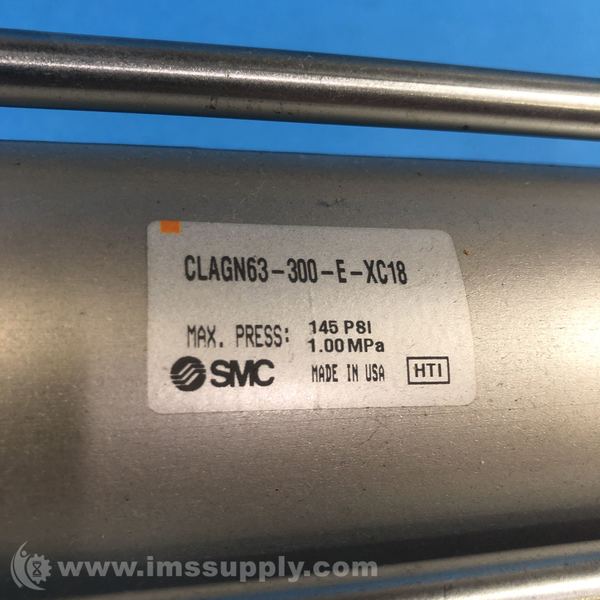 CLAGN63-300-E-XC18
MAX. PRESS: 145 PSI
1.00 MPa
SMC MADE IN USA HTI
www.imssupply.com